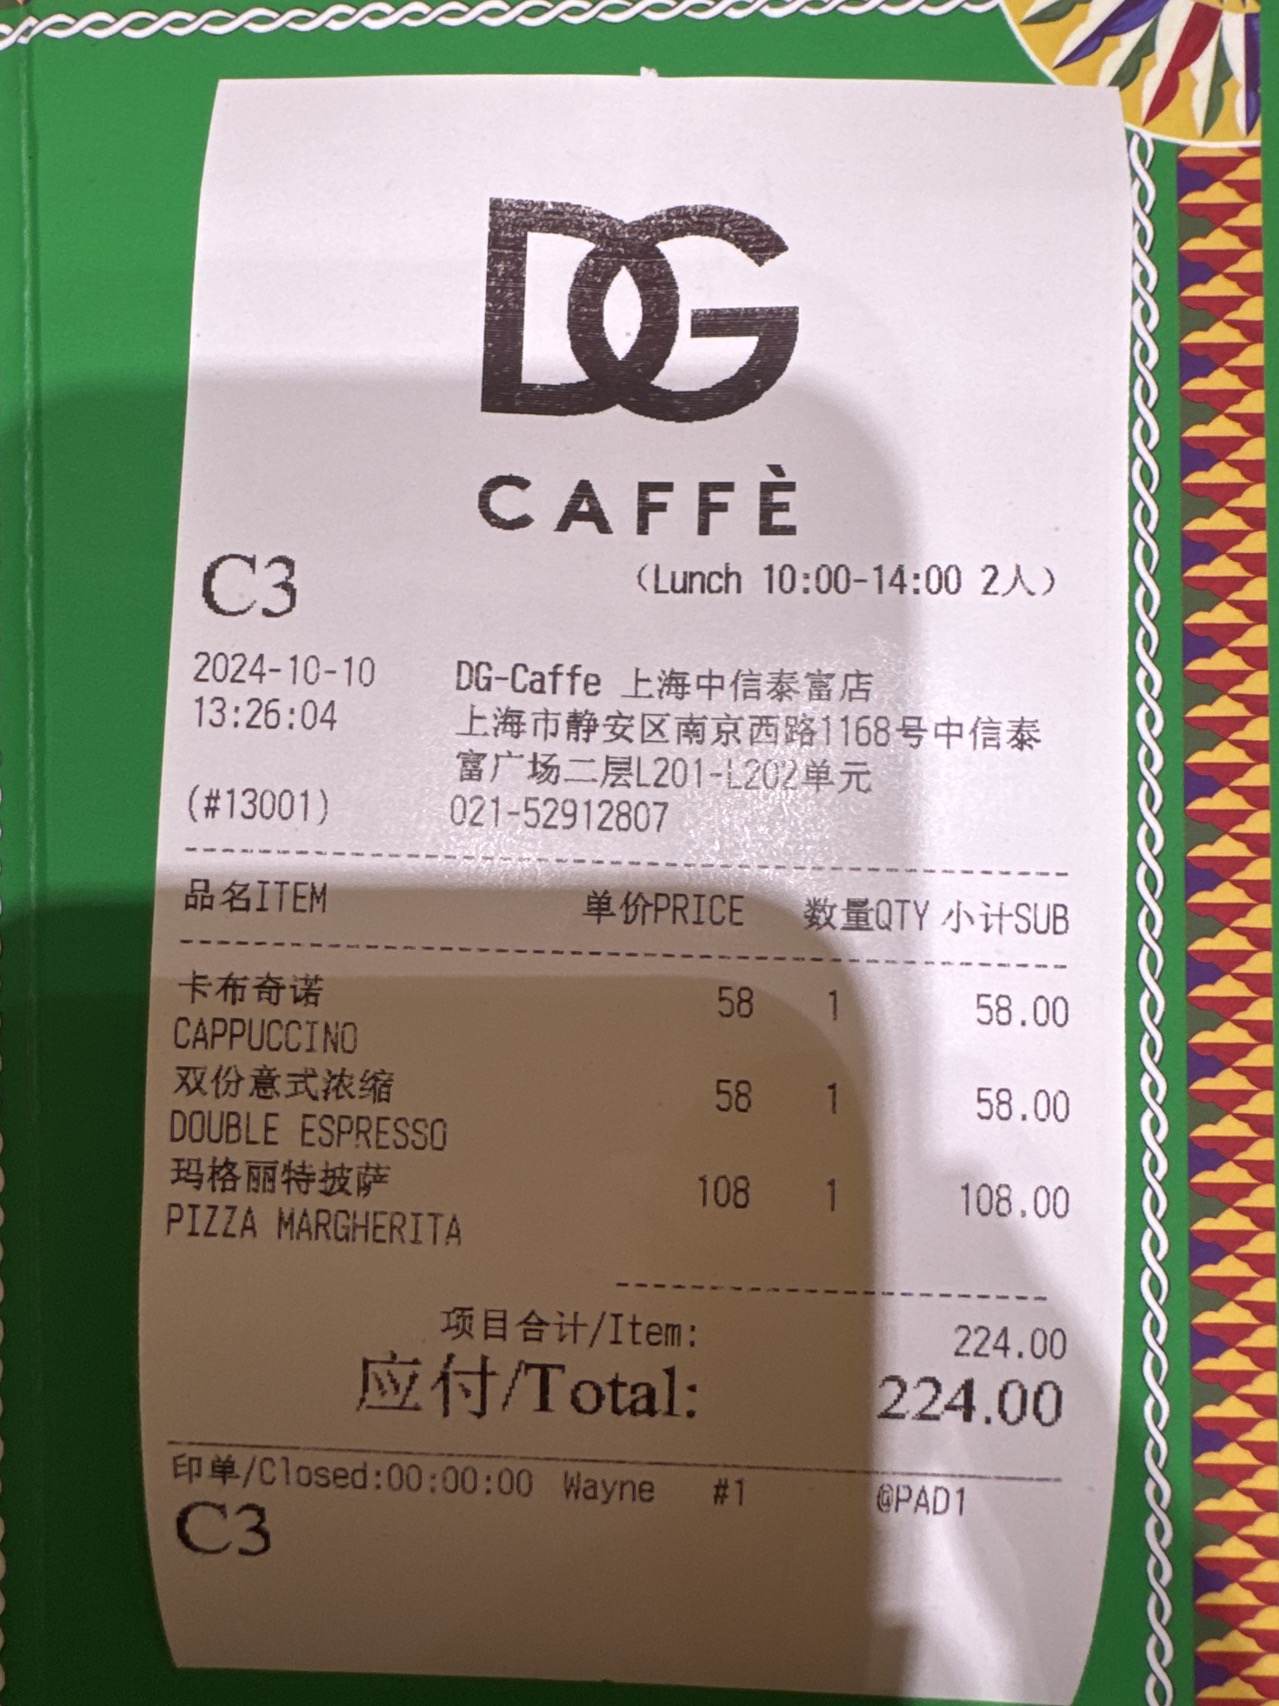 DG
CAFFÈ
C3
（Lunch 10:00-14:00 2人）
2024-10-10
13:26:04
(#13001)
DG-Caffe 上海中信泰富店
上海市静安区南京西路1168号中信泰
富广场二层L201-L202单元
021-52912807
品名ITEM 单价PRICE 数量QTY 小计SUB
卡布奇诺 58 1 58.00
CAPPUCCINO
双份意式浓缩 58 1 58.00
DOUBLE ESPRESSO
玛格丽特披萨 108 1 108.00
PIZZA MARGHERITA
项目合计/Item: 224.00
应付/Total: 224.00
印单/Closed:00:00:00 Wayne #1 @PAD1
C3